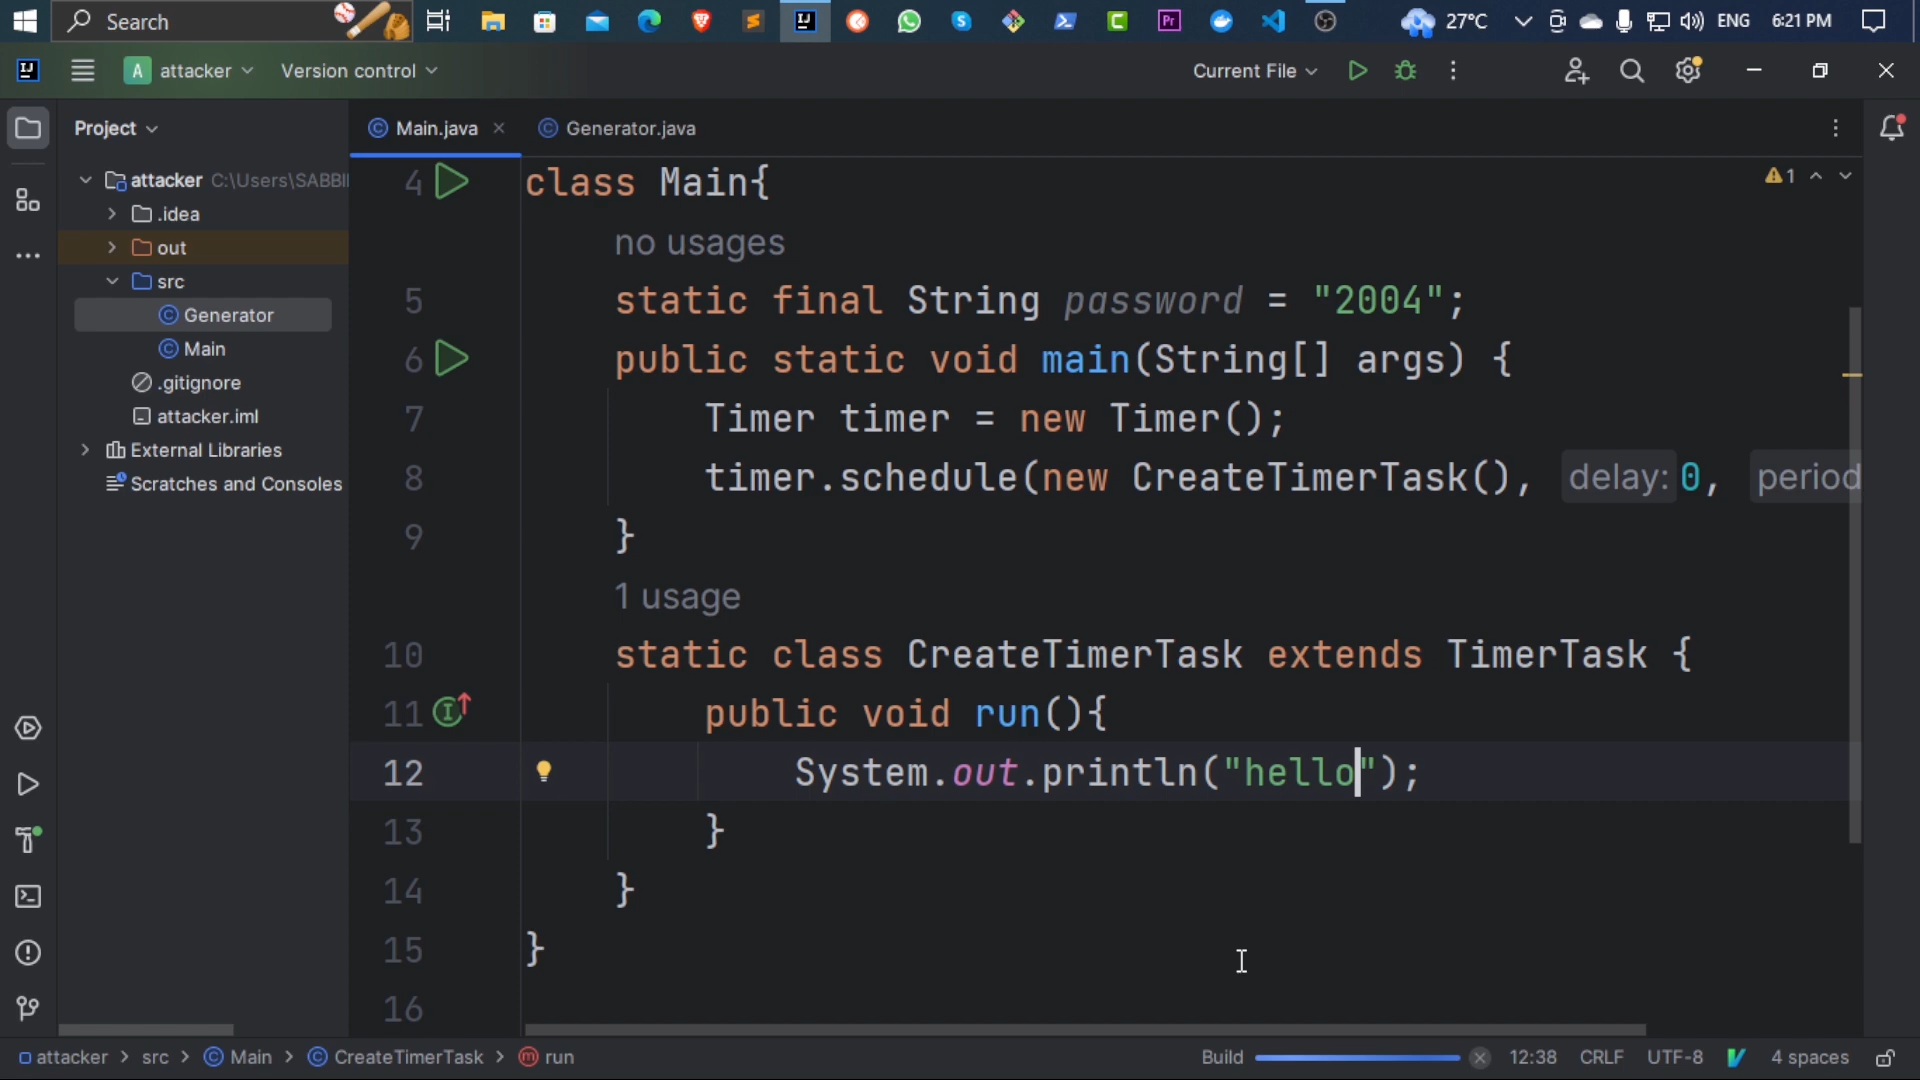 Search
27°C
ENG
6:21 PM
A attacker
Version control
Current File
Project
Main.java
Generator.java
attacker C:\Users\SABBI
.idea
out
src
Generator
Main
.gitignore
attacker.iml
External Libraries
Scratches and Consoles
1
4 class Main{
no usages
5 static final String password = "2004";
6 public static void main(String[] args) {
7 Timer timer = new Timer();
8 timer.schedule(new CreateTimerTask(), delay: 0, period
9 }
1 usage
10 static class CreateTimerTask extends TimerTask {
11 public void run(){
12 System.out.println("hello");
13 }
14 }
15 }
16
attacker > src > Main > CreateTimerTask > run
Build
12:38
CRLF
UTF-8
4 spaces